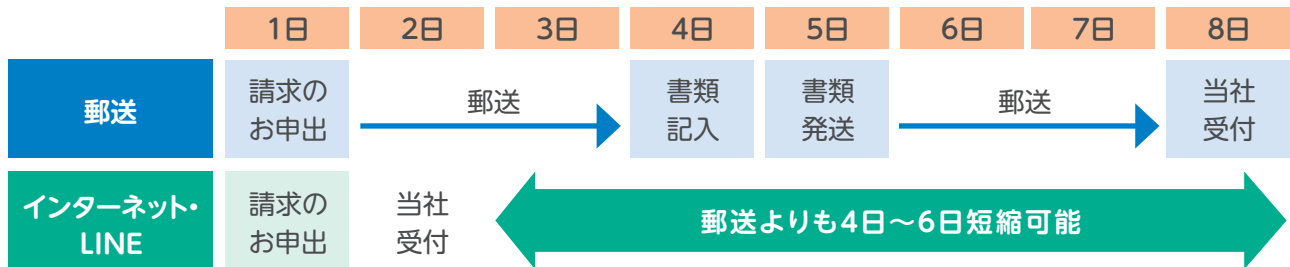 1日 2日 3日 4日 5日 6日 7日 8日
郵送
請求の
お申出
郵送
書類
記入
書類
発送
郵送
当社
受付
インターネット・
LINE
請求の
お申出
当社
受付
郵送よりも4日～6日短縮可能